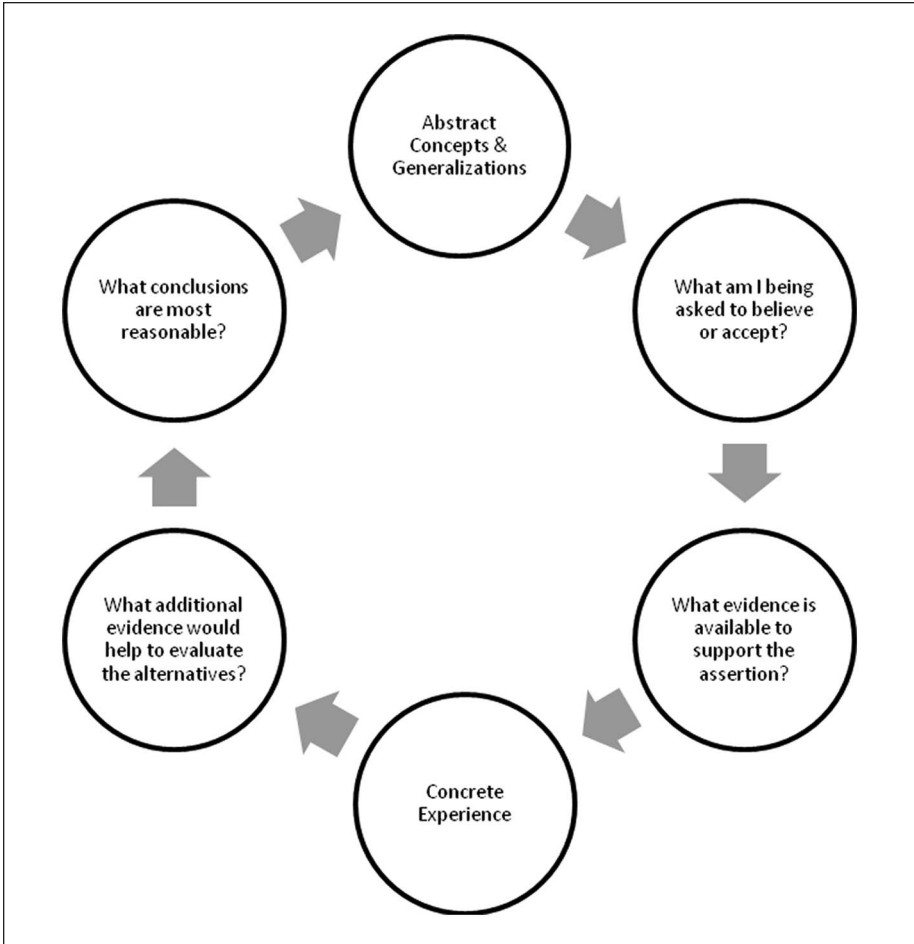 Abstract
Concepts &
Generalizations
What am I being
asked to believe
or accept?
What evidence is
available to
support the
assertion?
Concrete
Experience
What additional
evidence would
help to evaluate
the alternatives?
What conclusions
are most
reasonable?